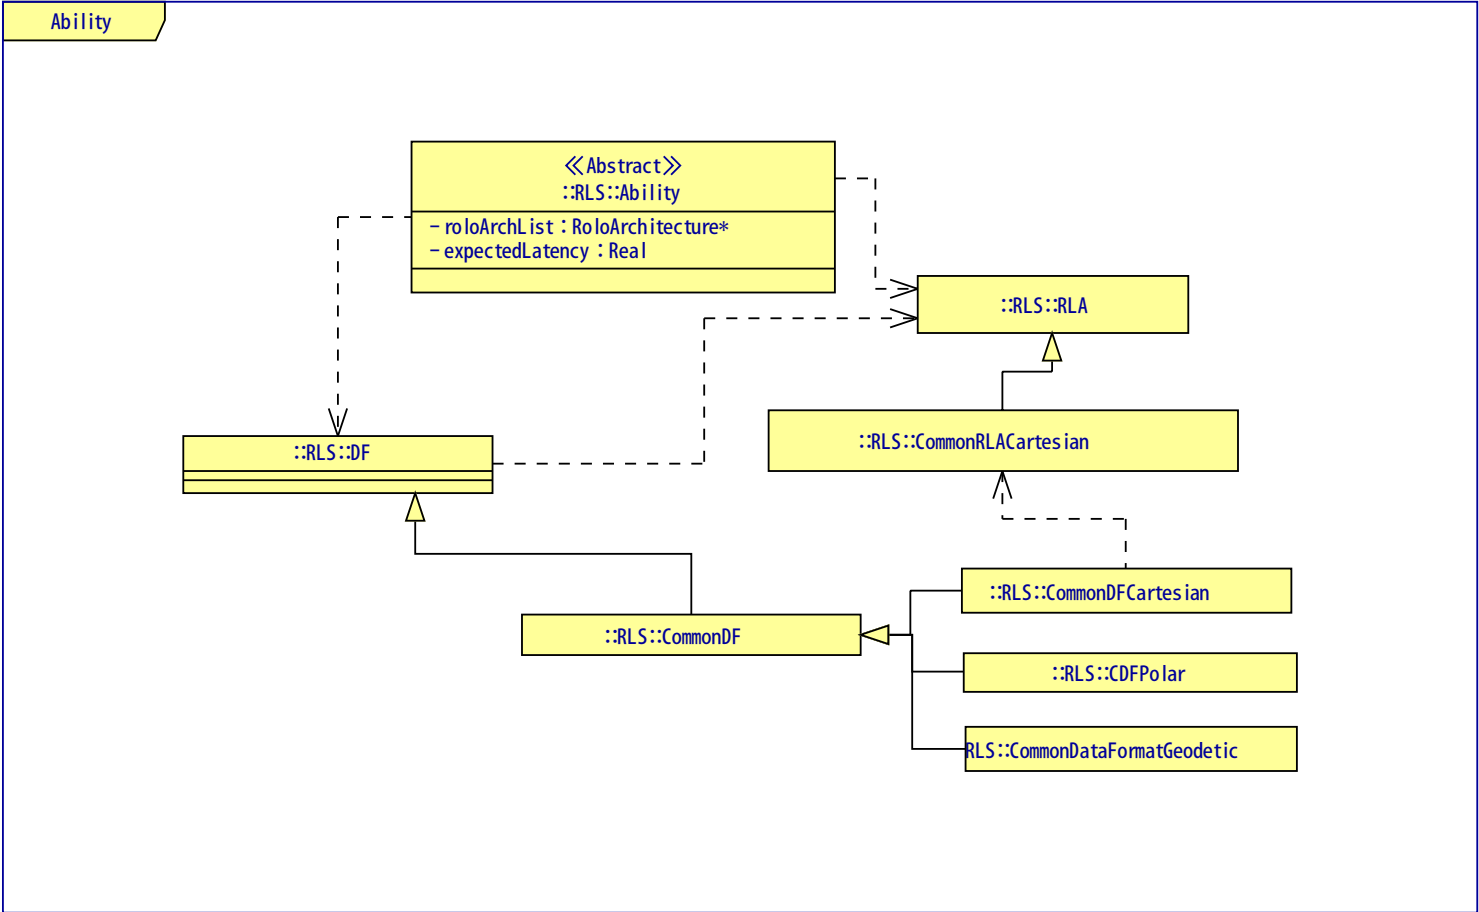 Ability
≪Abstract≫
::RLS::Ability
- roloArchList : RoloArchitecture*
- expectedLatency : Real
::RLS::RLA
::RLS::CommonRLACartesian
::RLS::DF
::RLS::CommonDFCartesian
::RLS::CommonDF
::RLS::CDFPolar
RLS::CommonDataFormatGeodetic